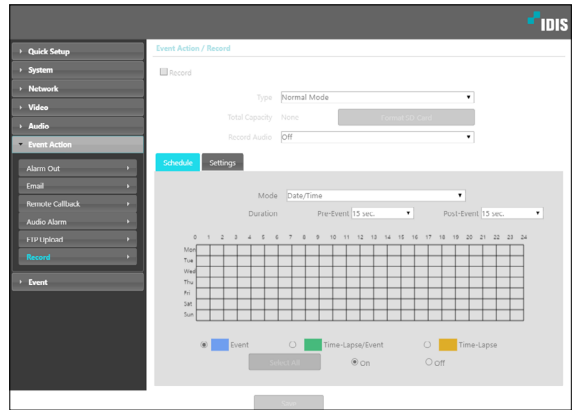 IDIS
Quick Setup
System
Network
Video
Audio
Event Action
Alarm Out
Email
Remote Callback
Audio Alarm
FTP Upload
Record
Event
Event Action / Record
Record
Type Normal Mode
Total Capacity None Format SD Card
Record Audio Off
Schedule Settings
Mode Date/Time
Duration Pre-Event 15 sec. Post-Event 15 sec.
0 1 2 3 4 5 6 7 8 9 10 11 12 13 14 15 16 17 18 19 20 21 22 23 24
Mon
Tue
Wed
Thu
Fri
Sat
Sun
Event Time-Lapse/Event Time-Lapse
Select All On Off
Save